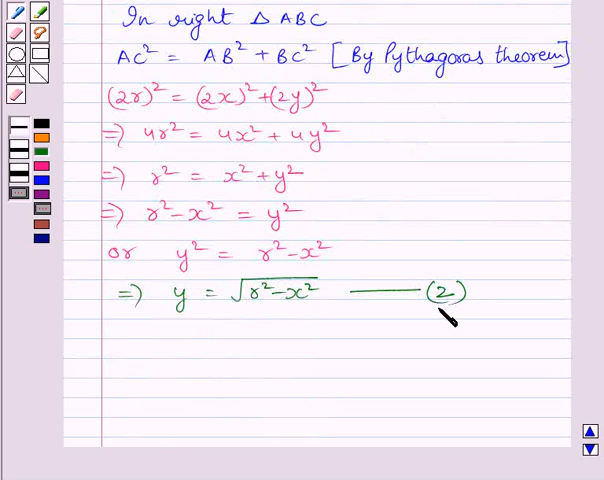 In right △ ABC
AC² = AB² + BC² [By Pythagoras theorem]
(2r)² = (2x)² + (2y)²
⇒ 4r² = 4x² + 4y²
⇒ r² = x² + y²
⇒ r² - x² = y²
or y² = r² - x²
⇒ y = √(r² - x²) —— (2)